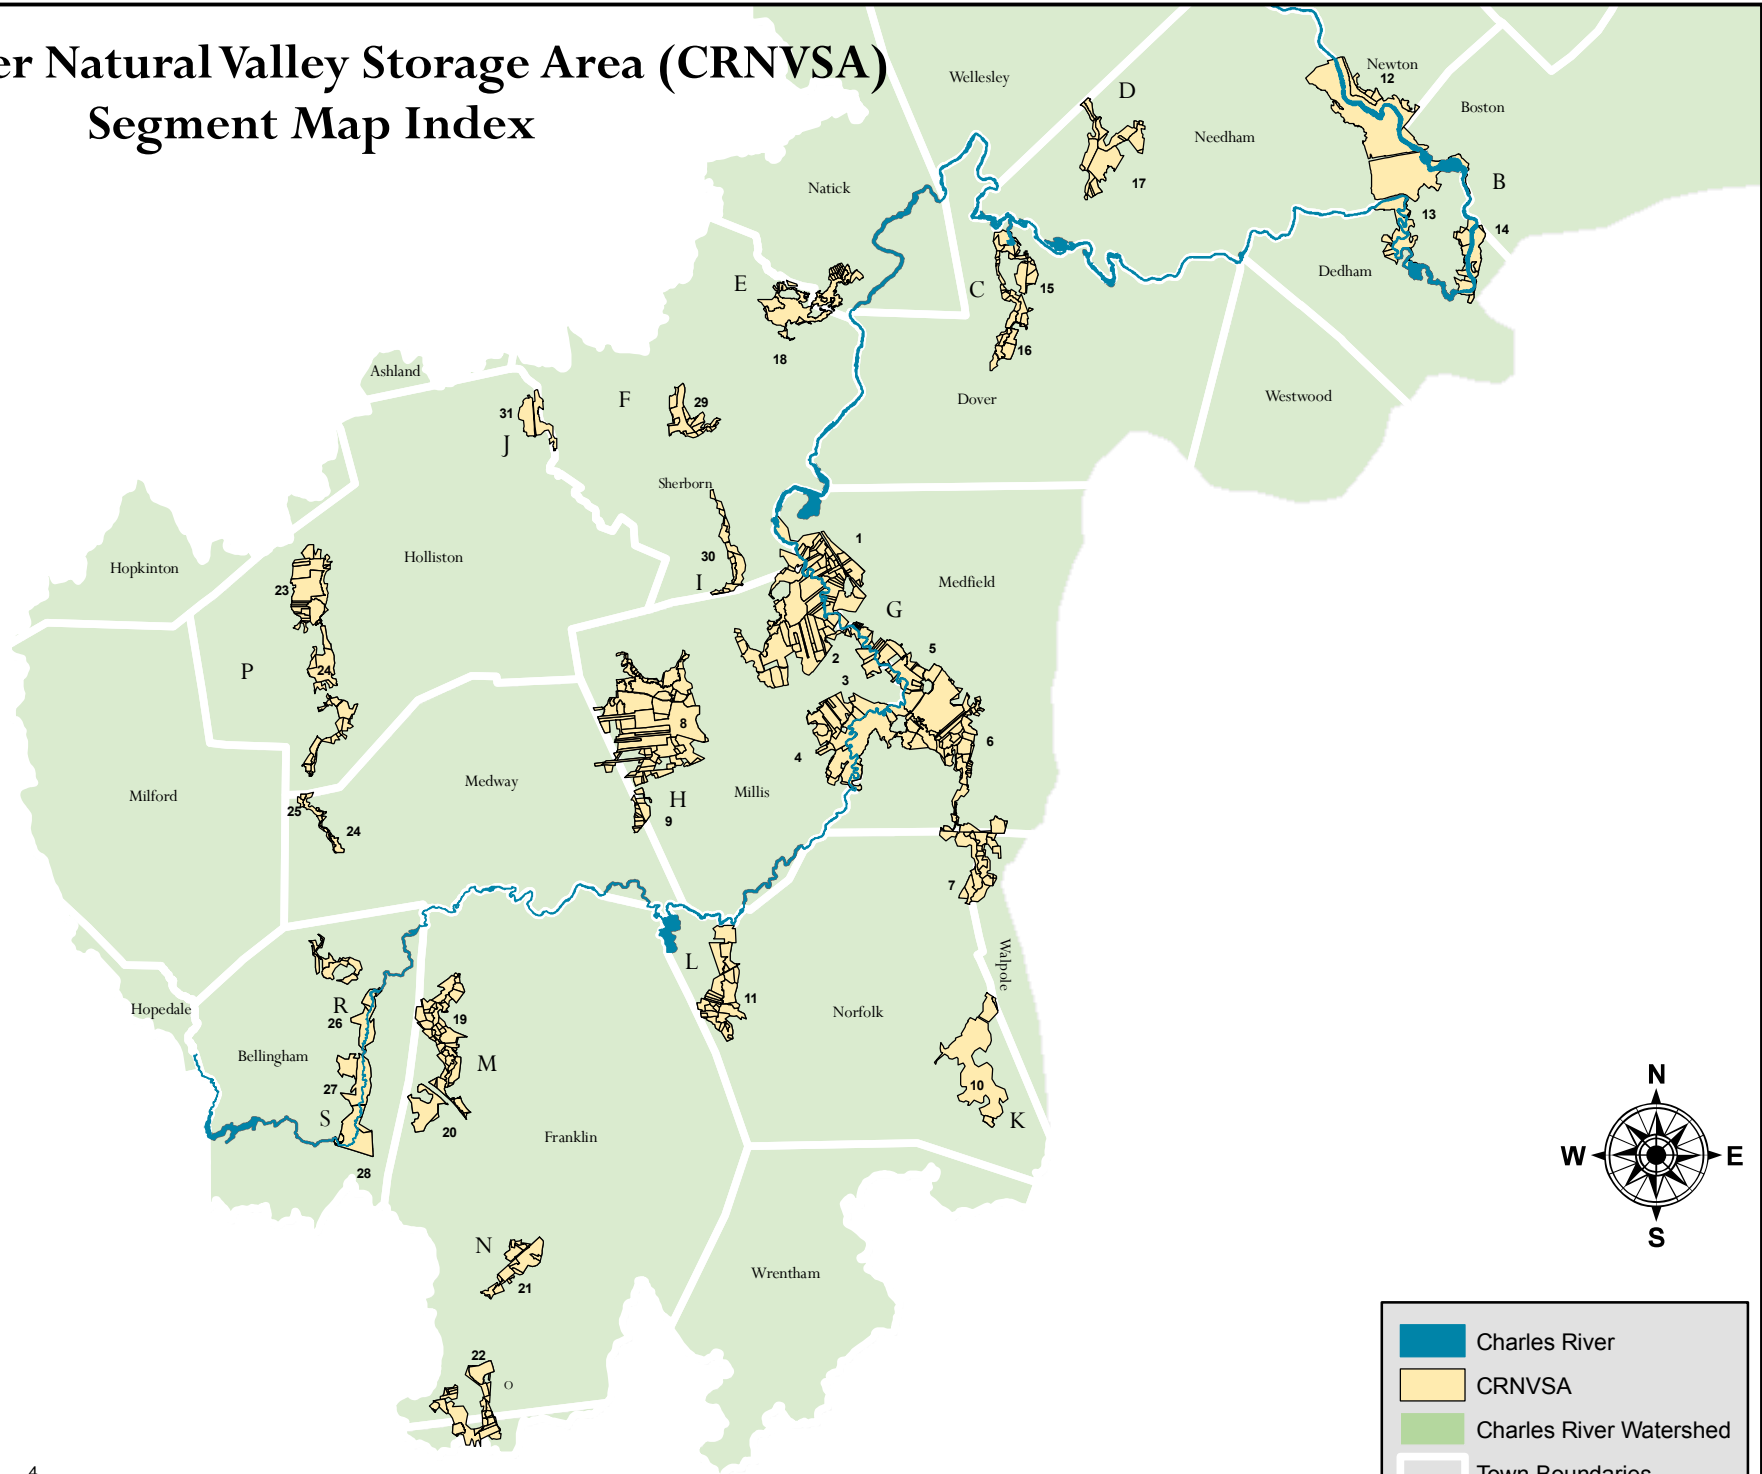 er Natural Valley Storage Area (CRNVSA)
Segment Map Index
Wellesley
Newton
12
D
Boston
Needham
Natick
17
B
13
14
E
Dedham
C
15
18
16
Ashland
F
29
Dover
Westwood
31
J
Sherborn
1
30
Holliston
Hopkinton
I
Medfield
23
G
5
2
P
24
3
8
6
4
Medway
Millis
Milford
H
25
9
24
7
L
Walpole
R
11
Hopedale
Norfolk
26
19
Bellingham
M
27
10
S
K
20
Franklin
28
N
W
E
S
N
21
Wrentham
22
O
Charles River
CRNVSA
Charles River Watershed
Town Boundaries
4